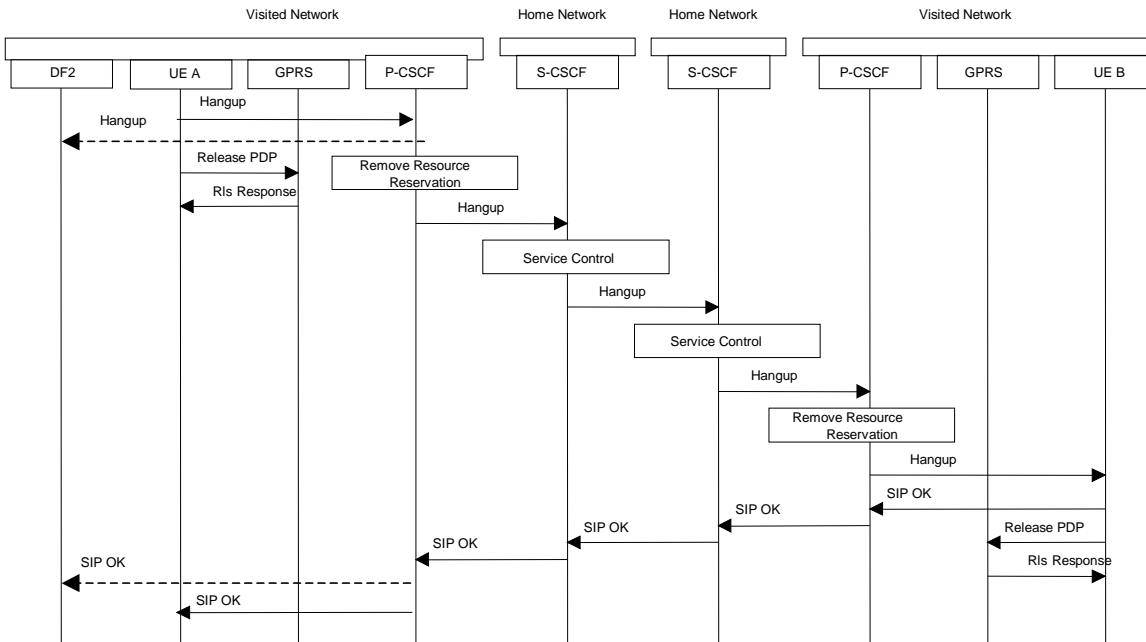 Visited Network
Home Network
Home Network
Visited Network
DF2
UE A
GPRS
P-CSCF
S-CSCF
S-CSCF
P-CSCF
GPRS
UE B
Hangup
Hangup
Release PDP
Remove Resource
Reservation
Rls Response
Hangup
Service Control
Hangup
Service Control
Hangup
Remove Resource
Reservation
Hangup
SIP OK
SIP OK
SIP OK
Release PDP
SIP OK
SIP OK
Rls Response
SIP OK